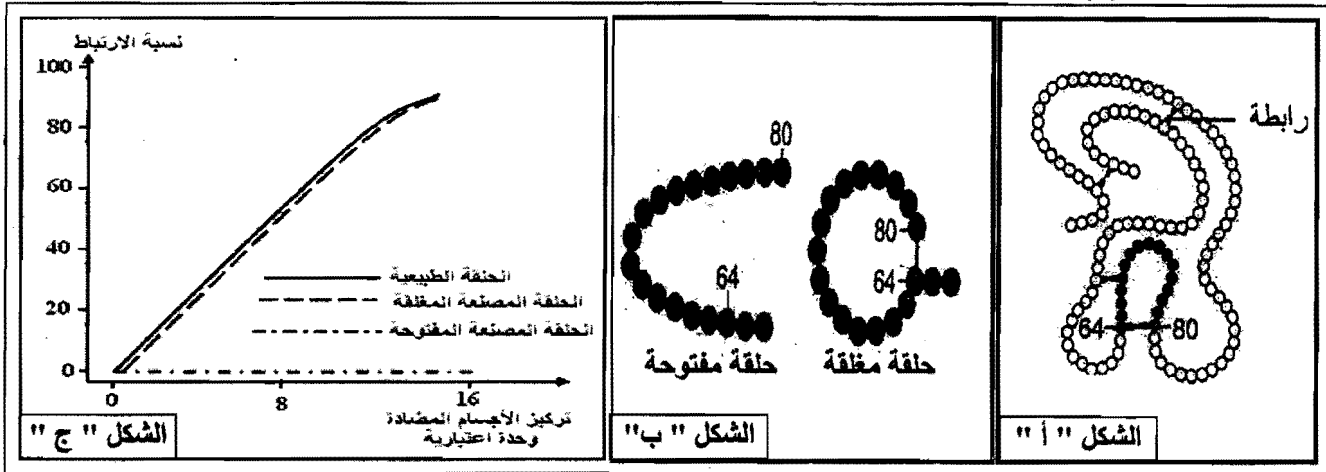 رابطة
64
80
الشكل " أ "
80
64
حلقة مفتوحة
80
64
حلقة مغلقة
الشكل " ب"
نسبة الارتباط
100
80
60
40
20
0
الحلقة الطبيعية
الحلقة المصنعة المغلقة
الحلقة المصنعة المفتوحة
0
8
16
تركيز الأجسام المضادة
وحدة اعتبارية
الشكل " ج "